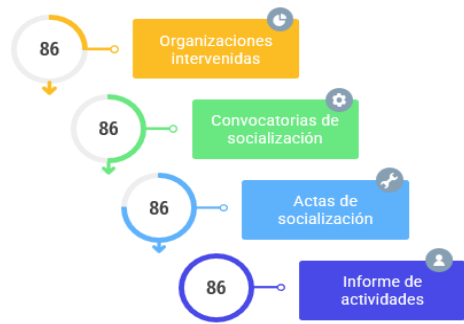 86
Organizaciones
intervenidas
86
Convocatorias de
socialización
86
Actas de
socialización
86
Informe de
actividades